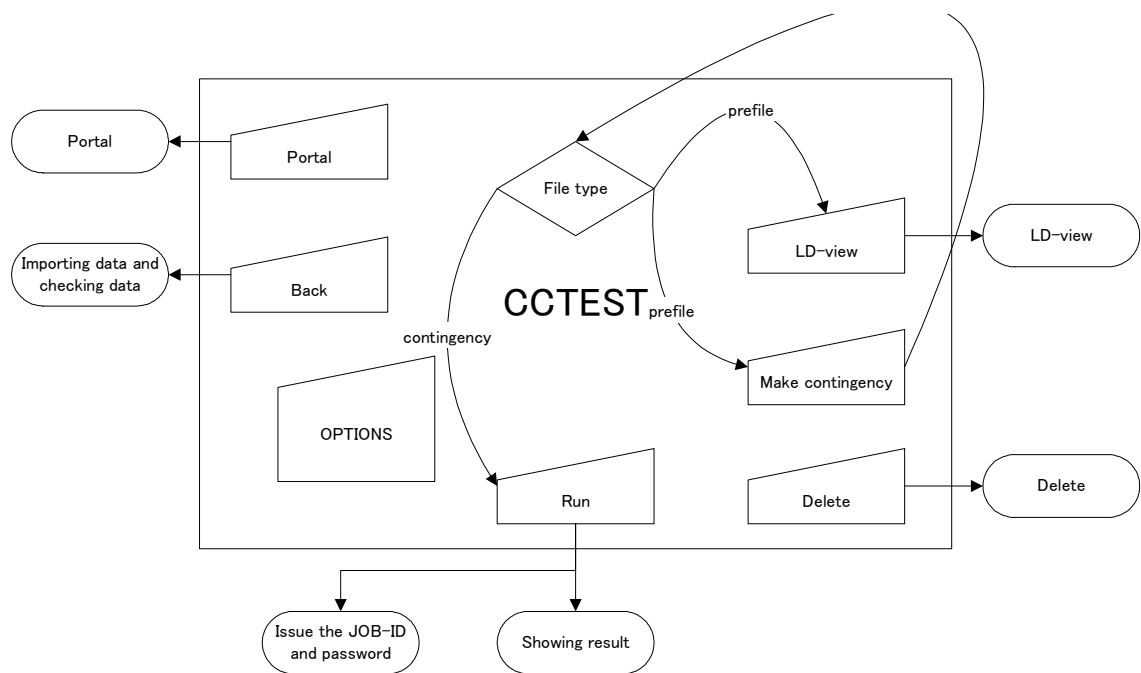 prefile
Portal
Portal
File type
LD-view
LD-view
Importing data and
checking data
Back
CCTEST
prefile
contingency
Make contingency
OPTIONS
Run
Delete
Delete
Issue the JOB-ID
and password
Showing result